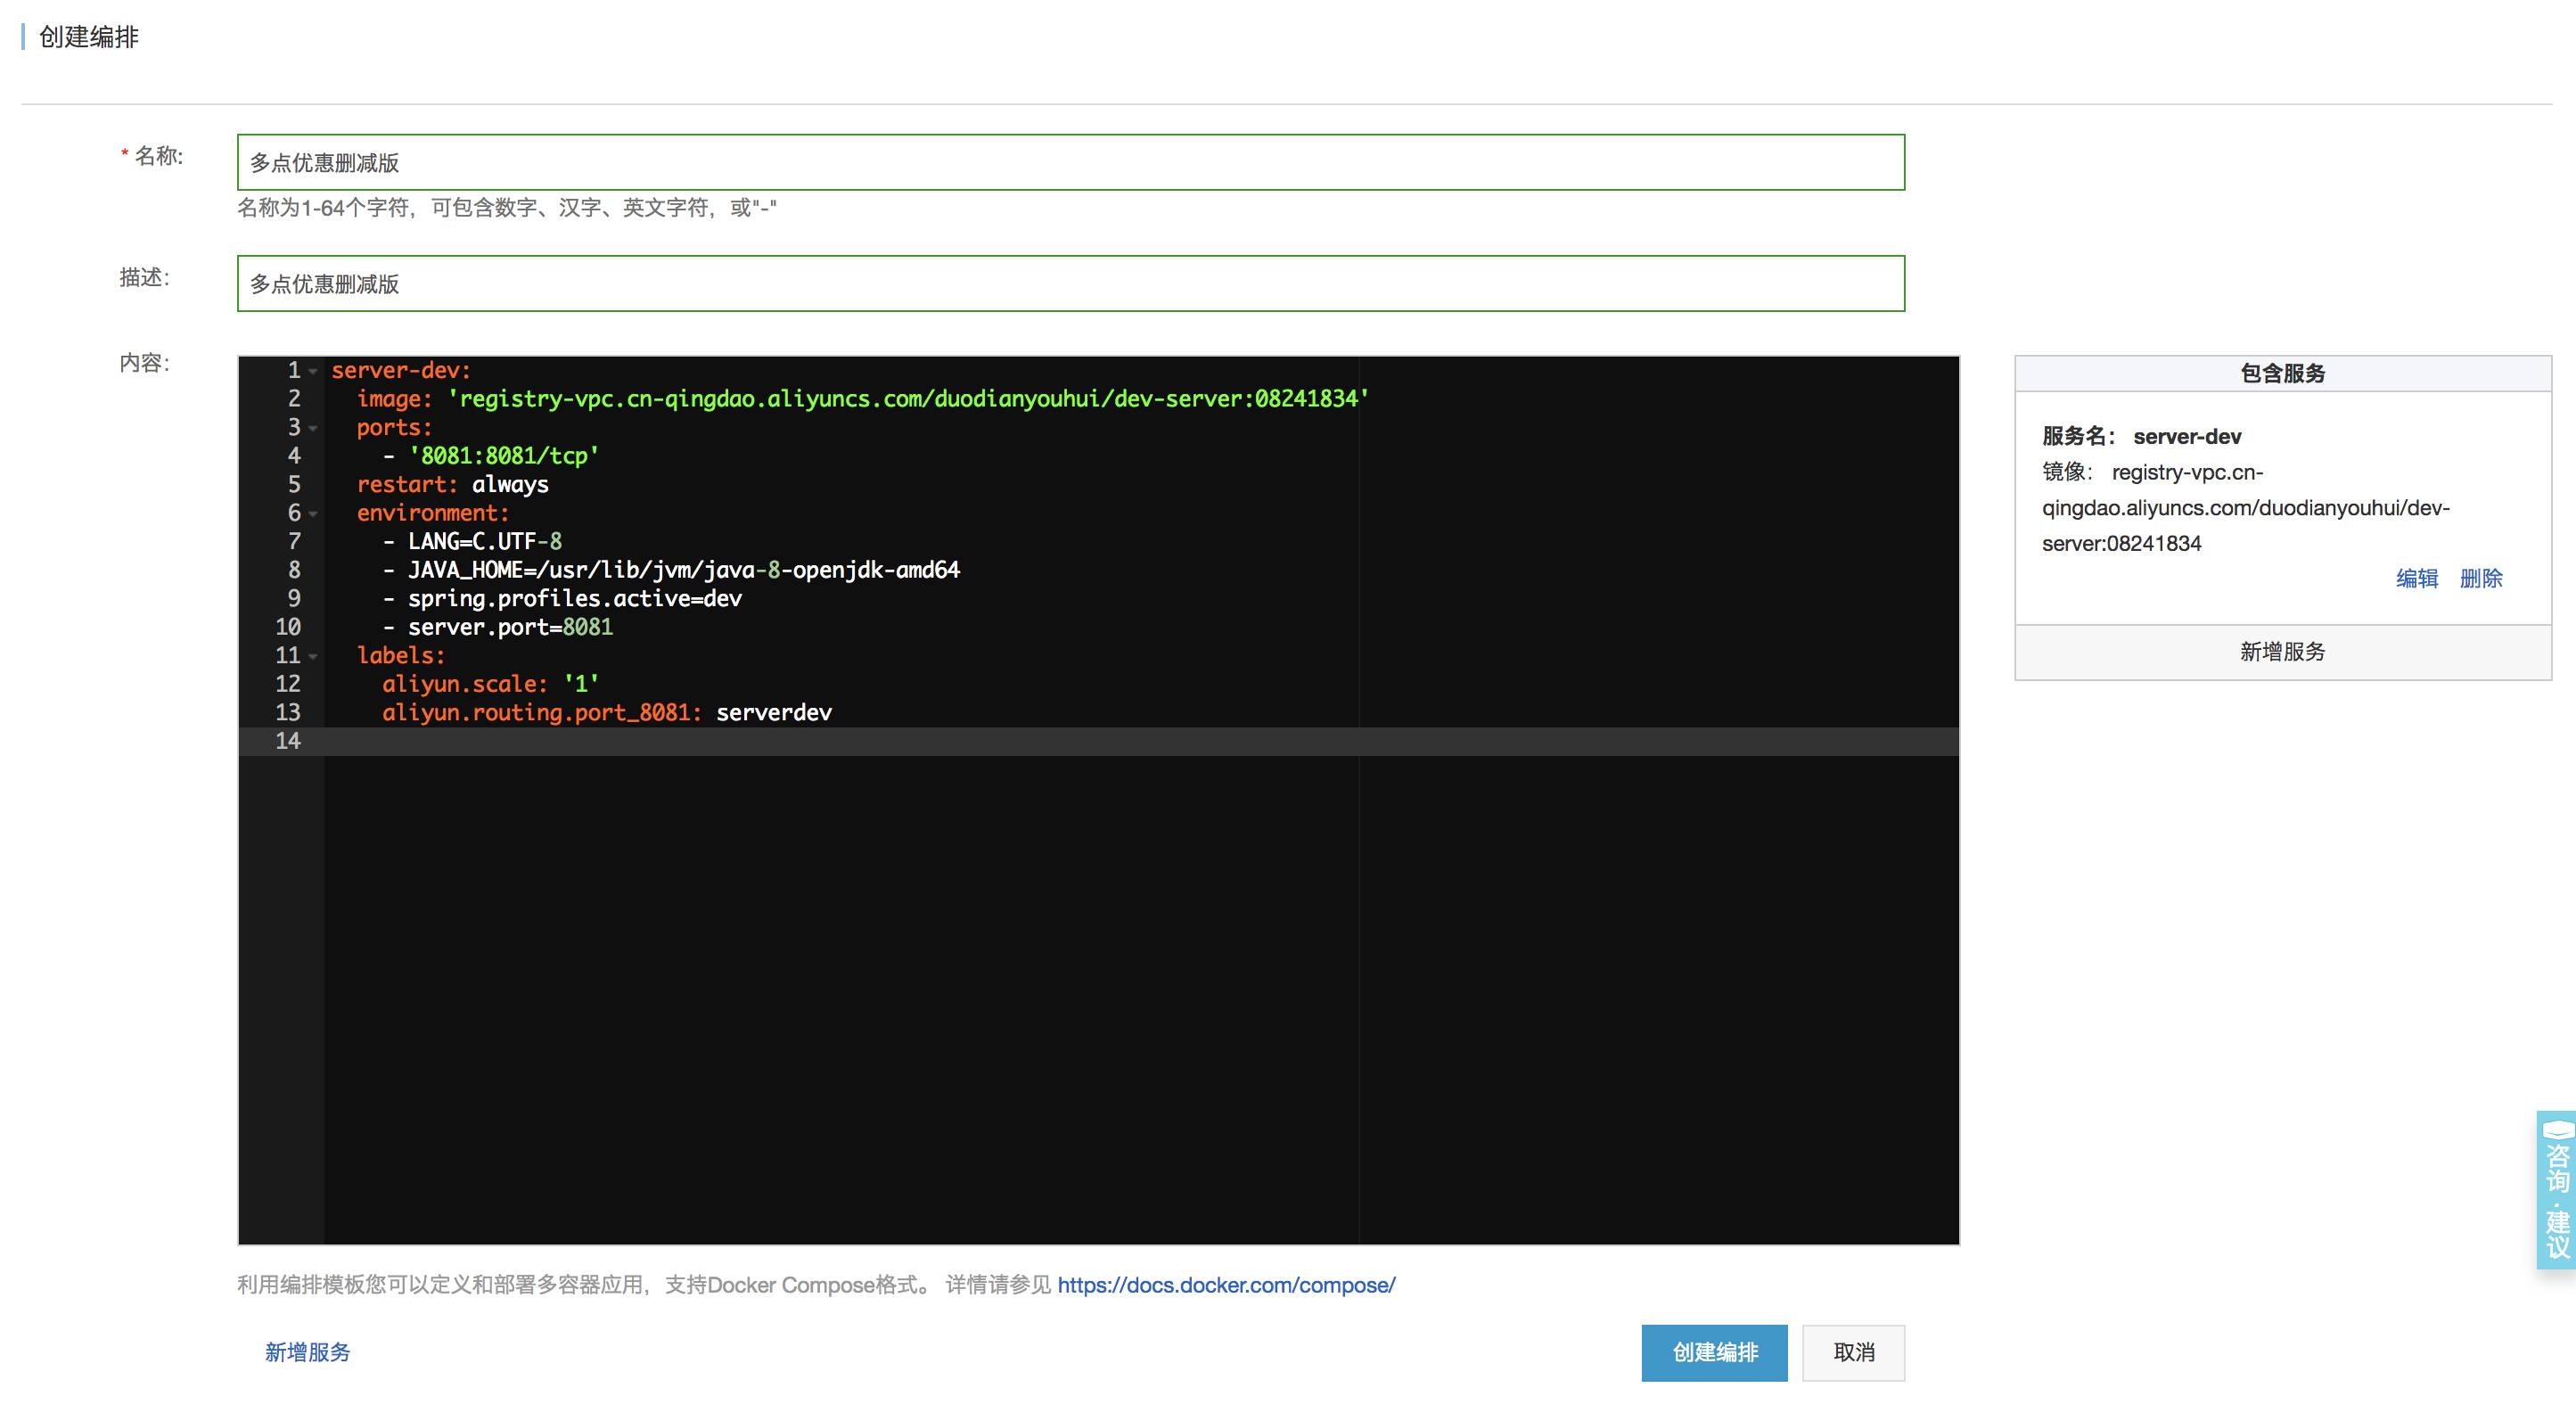 创建编排
* 名称:
多点优惠删减版
名称为1-64个字符，可包含数字、汉字、英文字符，或"-"
描述:
多点优惠删减版
内容:
1 server-dev:
2 image: 'registry-vpc.cn-qingdao.aliyuncs.com/duodianyouhui/dev-server:08241834'
3 ports:
4 - '8081:8081/tcp'
5 restart: always
6 environment:
7 - LANG=C.UTF-8
8 - JAVA_HOME=/usr/lib/jvm/java-8-openjdk-amd64
9 - spring.profiles.active=dev
10 - server.port=8081
11 labels:
12 aliyun.scale: '1'
13 aliyun.routing.port_8081: serverdev
14
包含服务
服务名： server-dev
镜像： registry-vpc.cn-
qingdao.aliyuncs.com/duodianyouhui/dev-
server:08241834
编辑 删除
新增服务
利用编排模板您可以定义和部署多容器应用，支持Docker Compose格式。 详情请参见 https://docs.docker.com/compose/
新增服务
创建编排 取消
咨询·建议